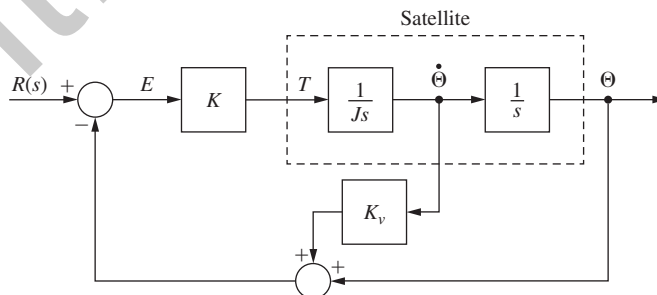 Satellite
R(s) + E K T 1/Js Θ̇ 1/s Θ
−
K_v
+ +